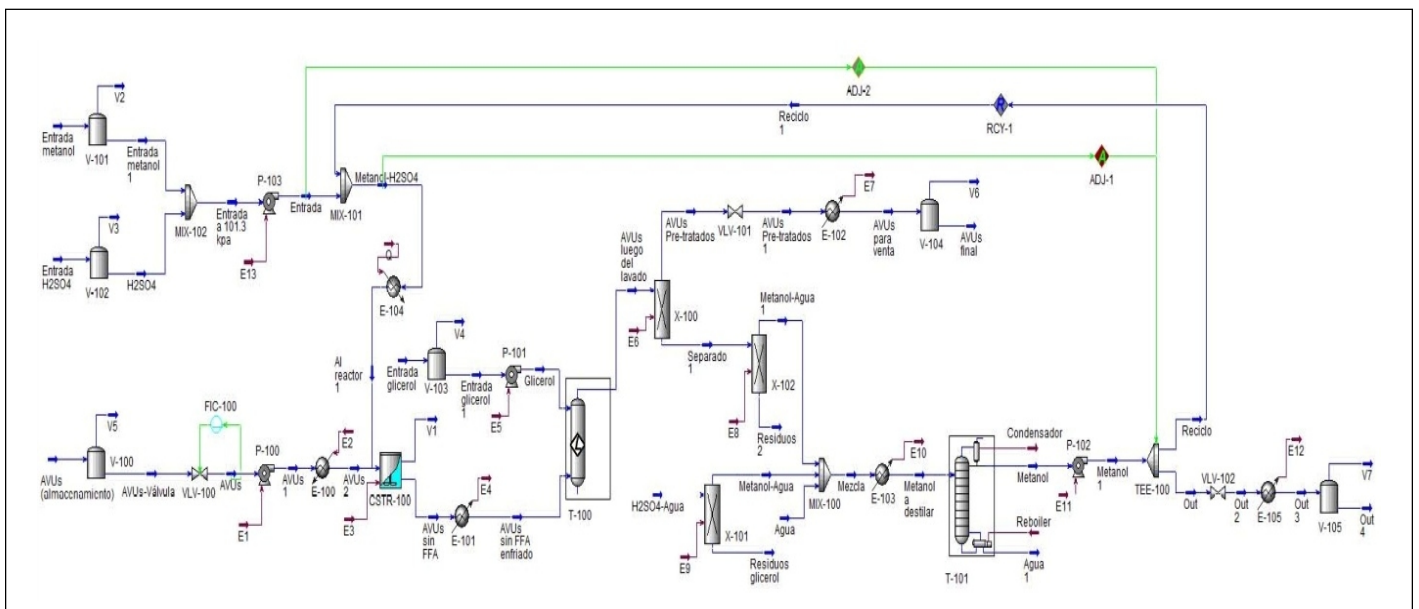 ADJ-2
V2
Reciclo
1
RCY-1
Entrada
metanol
V-101
Entrada
metanol
1
P-103
Metanol-H2SO4
ADJ-1
V3
MIX-102
Entrada
a 101.3
kpa
Entrada
MIX-101
E13
Entrada
H2SO4
V-102
H2SO4
Q
E-104
AVUs
Pre-tratados
VLV-101
AVUs
Pre-tratados
1
E7
E-102
AVUs
para
venta
V6
V-104
AVUs
final
AVUs
luego
del
lavado
X-100
E6
Separado
1
Metanol-Agua
1
X-102
E8
Residuos
2
Al
reactor
1
V4
Entrada
glicerol
V-103
Entrada
glicerol
1
P-101
Glicerol
E5
T-100
V5
AVUs
(almaccnamiento)
V-100
AVUs-Válvula
FIC-100
VLV-100
AVUs
P-100
E1
AVUs
1
E2
E-100
AVUs
2
V1
CSTR-100
E3
AVUs
sin
FFA
E4
E-101
AVUs
sin FFA
enfriado
H2SO4-Agua
Metanol-Agua
X-101
E9
Residuos
glicerol
Agua
MIX-100
Mezcla
E10
E-103
Metanol
a
destilar
T-101
Condensador
Metanol
Reboiler
Agua
1
P-102
E11
Metanol
1
TEE-100
Reciclo
Out
VLV-102
Out
2
E12
E-105
Out
3
V7
V-105
Out
4